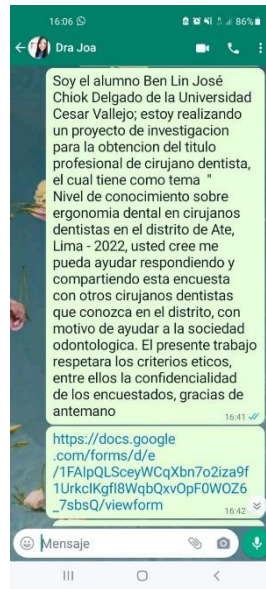 16:06 86%
Dra Joa
Soy el alumno Ben Lin José
Chiok Delgado de la Universidad
Cesar Vallejo; estoy realizando
un proyecto de investigacion
para la obtencion del titulo
profesional de cirujano dentista,
el cual tiene como tema "
Nivel de conocimiento sobre
ergonomia dental en cirujanos
dentistas en el distrito de Ate,
Lima - 2022, usted cree me
pueda ayudar respondiendo y
compartiendo esta encuesta
con otros cirujanos dentistas
que conozca en el distrito, con
motivo de ayudar a la sociedad
odontologica. El presente trabajo
respetara los criterios eticos,
entre ellos la confidencialidad
de los encuestados, gracias de
antemano
16:41
https://docs.google
.com/forms/d/e
/1FAIpQLSceyWCqXbn7o2iza9f
1UrkcIKgfI8WqbQxvOpF0WOZ6
_7sbsQ/viewform
16:42
Mensaje